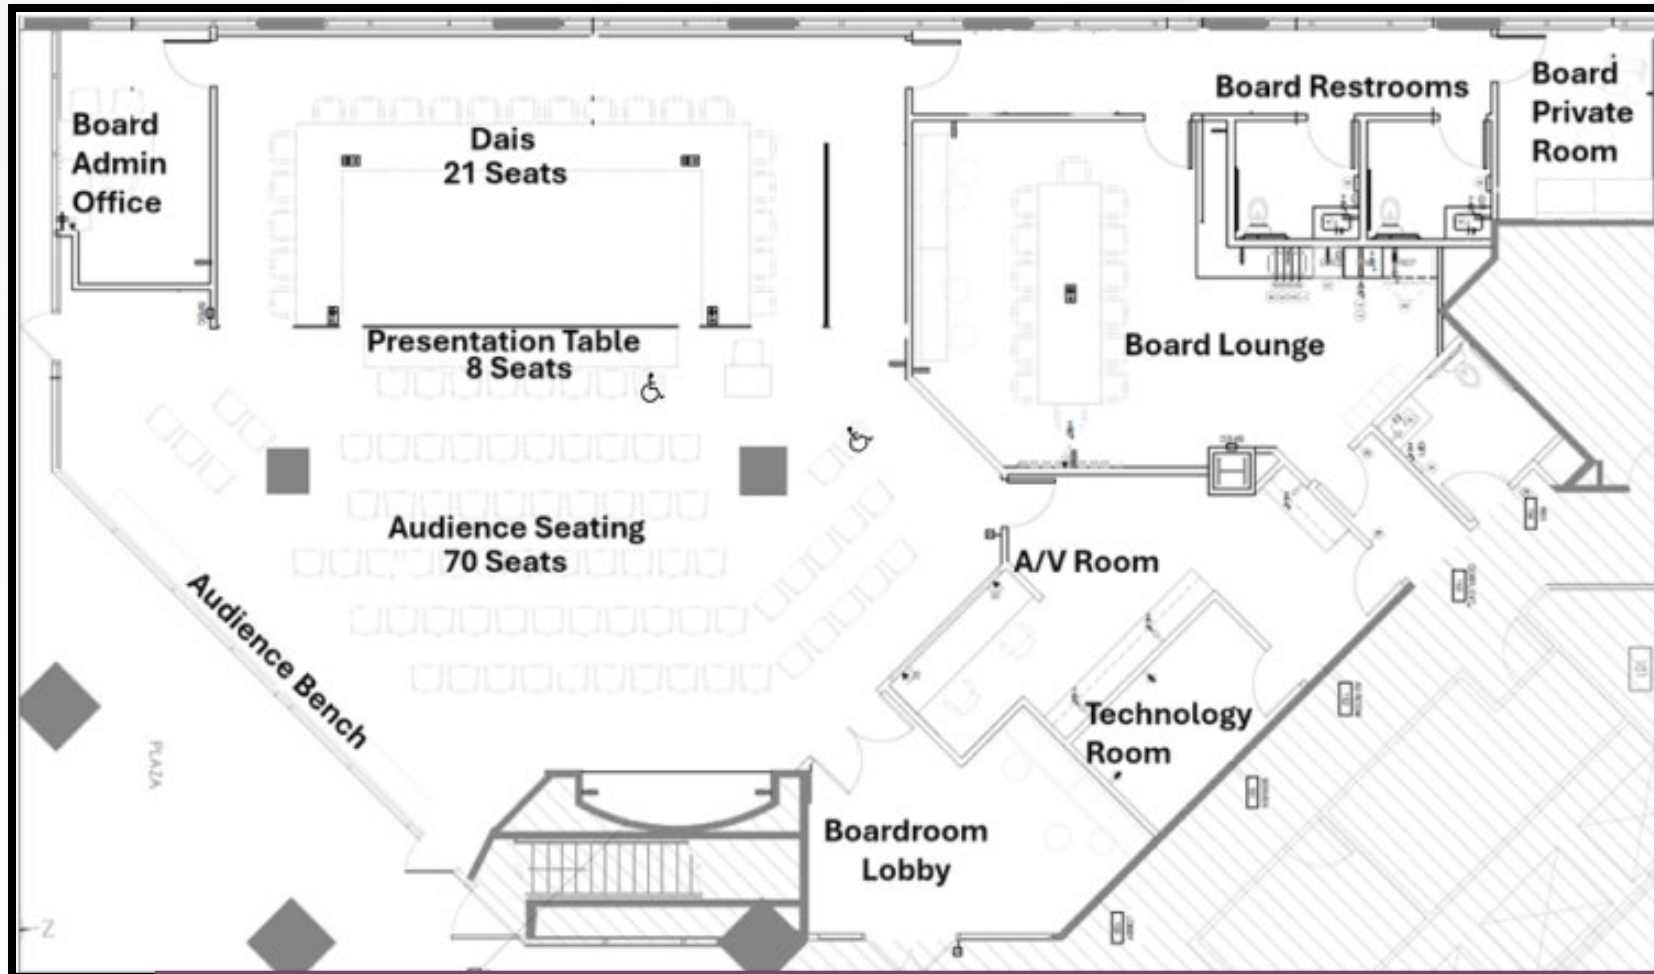 Board
Admin
Office
Dais
21 Seats
Board Restrooms
Board
Private
Room
Presentation Table
8 Seats
Board Lounge
Audience Seating
70 Seats
A/V Room
Audience Bench
Technology
Room
PLAZA
Boardroom
Lobby
Z